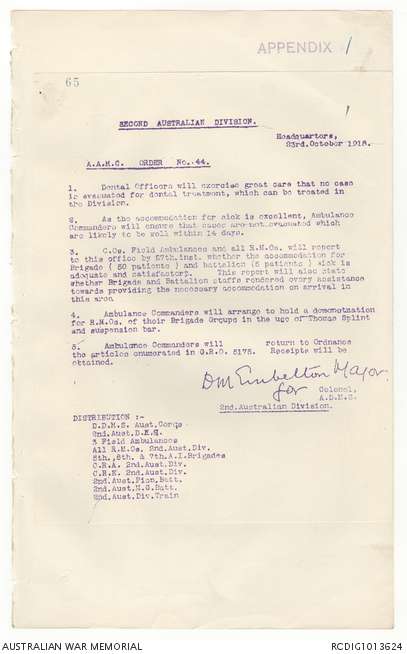 APPENDIX 1
65
1
SECOND AUSTRALIAN DIVISION.
Headquarters,
23rd.October 1918.
A.A.M.C. ORDER No. 44.
1. Dental Officers will exercise great care that no case
is evacuated for dental treatment, which can be treated in
the Division.
2. As the accommodation for sick is excellent, Ambulance
Commanders will ensure that cases are not evacuated which
are likely to be well within 14 days.
3. C.Os. Field Ambulances and all R.M.Os. will report
to this office by 27th.inst. whether the accommodation for
Brigade ( 50 patients ) and battalion (6 patients ) sick is
adequate and satisfactory. This report will also state
whether Brigade and Battalion staffs rendered every assistance
towards providing the necessary accommodation on arrival in
this area
4. Ambulance Commanders will arrange to hold a demonstration
for R.M.Os. of their Brigade Groups in the use of Thomas Splint
and suspension bar.
5. Ambulance Commanders will return to Ordnance
the articles enumerated in G.R.O. 5175. Receipts will be
obtained.
DM Embelton Major
for Colonel,
A.D.M.S.
2nd.Australian Division.
DISTRIBUTION :-
D.D.M.S. Aust.Corps
2nd.Aust.D.H.Q.
3 Field Ambulances
All R.M.Os. 2nd.Aust.Div.
5th.,6th. & 7th.A.I.Brigades
C.R.A. 2nd.Aust.Div.
C.R.E. 2nd.Aust.Div.
2nd.Aust.Pion.Batt.
2nd.Aust.M.G.Batt.
2nd.Aust.Div.Train
AUSTRALIAN WAR MEMORIAL
RCDIG1013624